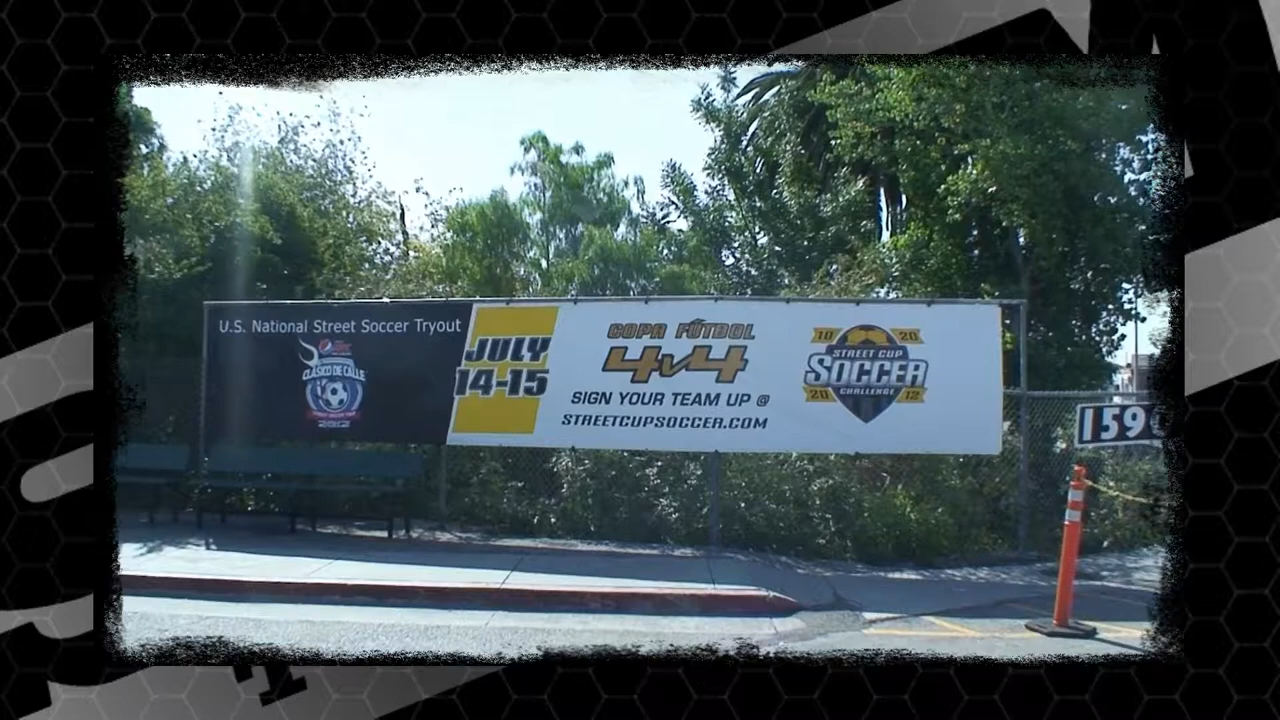 U.S. National Street Soccer Tryout
CLÁSICO DE CALLE
2012
JULY
14-15
COPA FÚTBOL
4v4
SIGN YOUR TEAM UP @
STREETCUPSOCCER.COM
10 20
STREET CUP
SOCCER
CHALLENGE
20 12
159